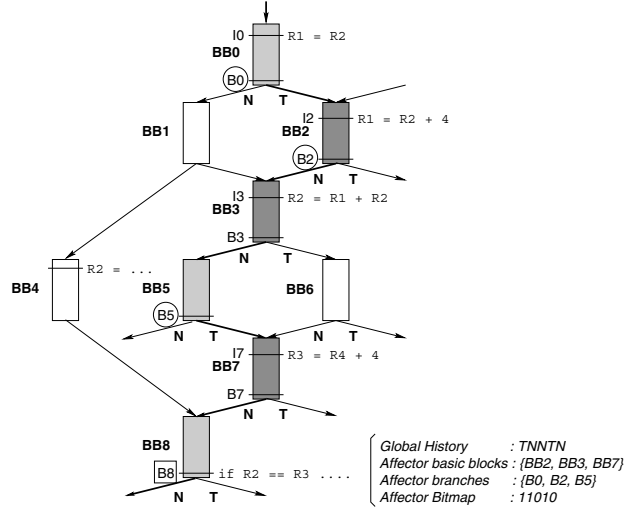 I0 R1 = R2
BB0
B0
N T
BB1
I2 R1 = R2 + 4
BB2
B2
N T
I3 R2 = R1 + R2
BB3
B3
N T
R2 = ...
BB4
BB5
BB6
B5
N T
N T
I7 R3 = R4 + 4
BB7
B7
N T
BB8
B8 if R2 == R3 ....
N T
Global History : TNNTN
Affector basic blocks : {BB2, BB3, BB7}
Affector branches : {B0, B2, B5}
Affector Bitmap : 11010